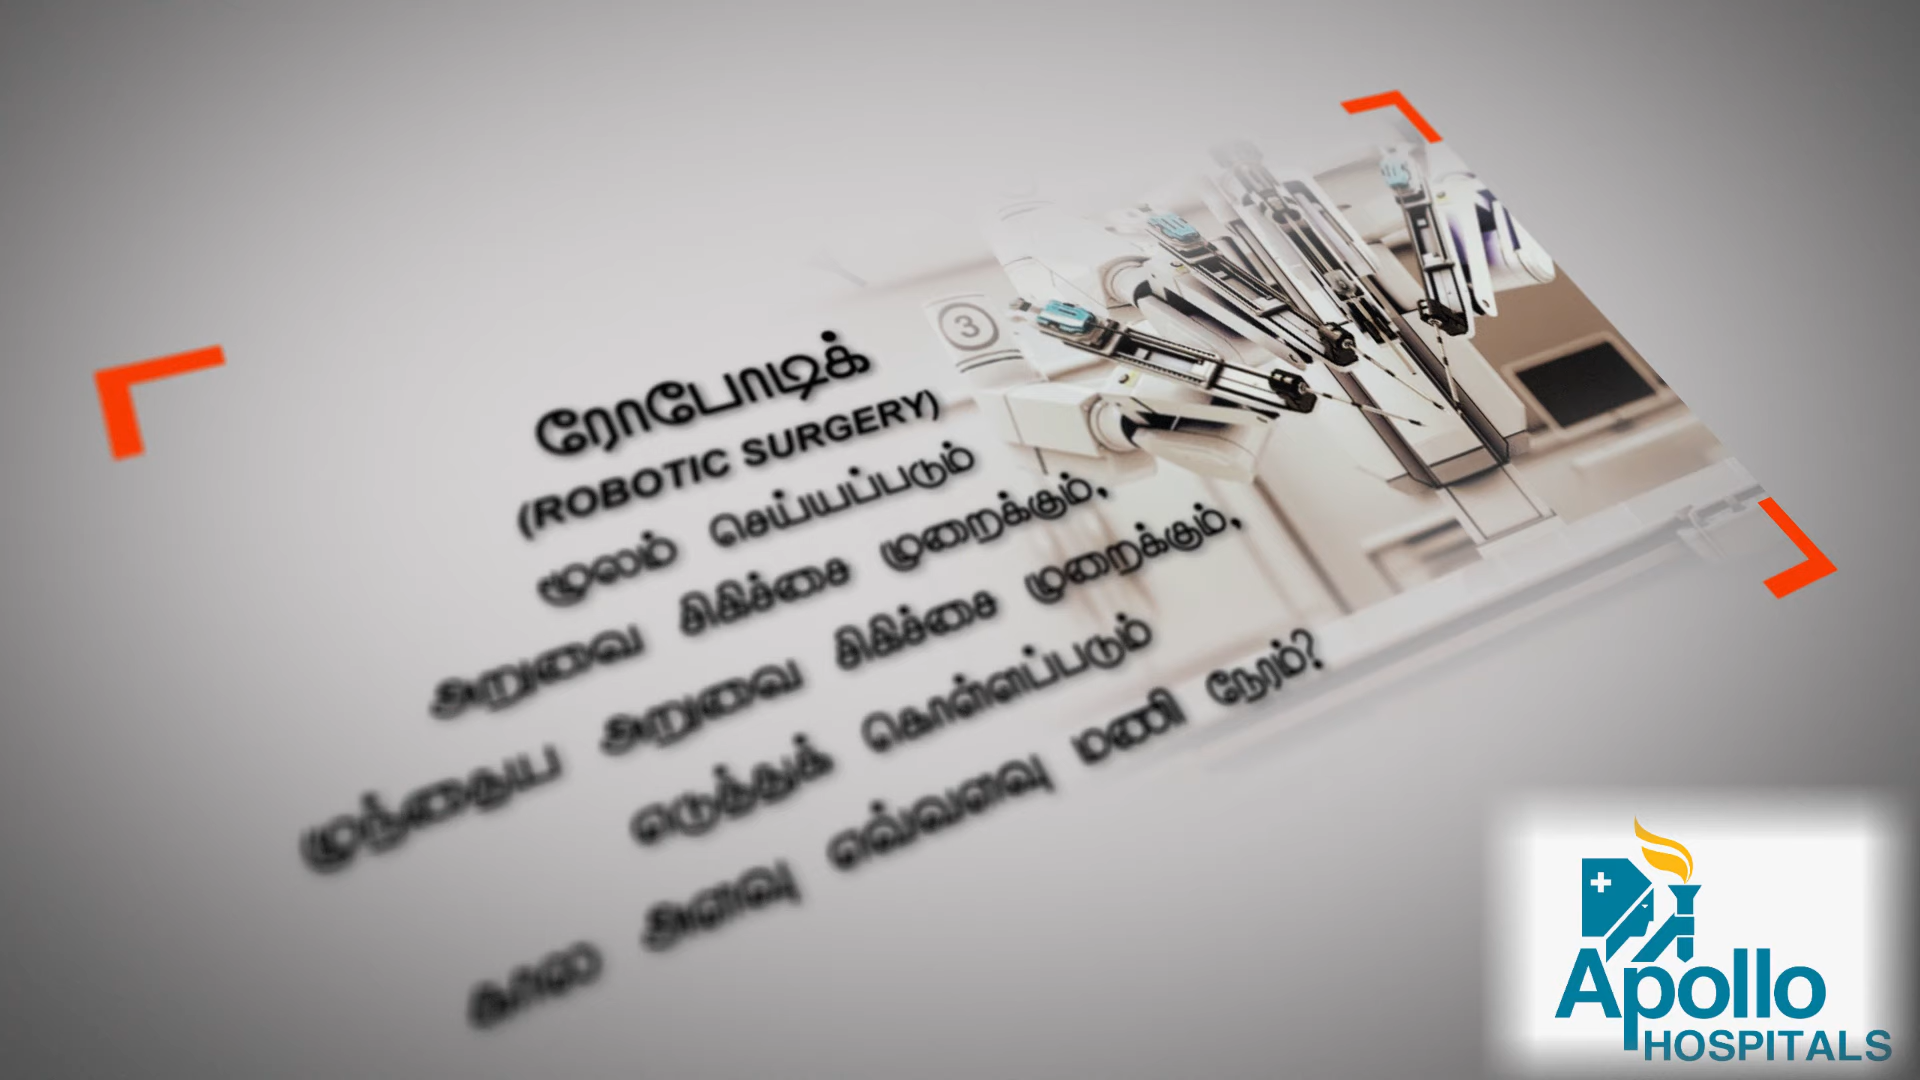 ரோபோடிக்
(ROBOTIC SURGERY)
மூலம் செய்யப்படும்
அறுவை சிகிச்சை முறைக்கும்,
முந்தைய அறுவை சிகிச்சை முறைக்கும்,
எடுத்துக் கொள்ளப்படும்
கால அளவு எவ்வளவு மணி நேரம்?
3
Apollo
HOSPITALS